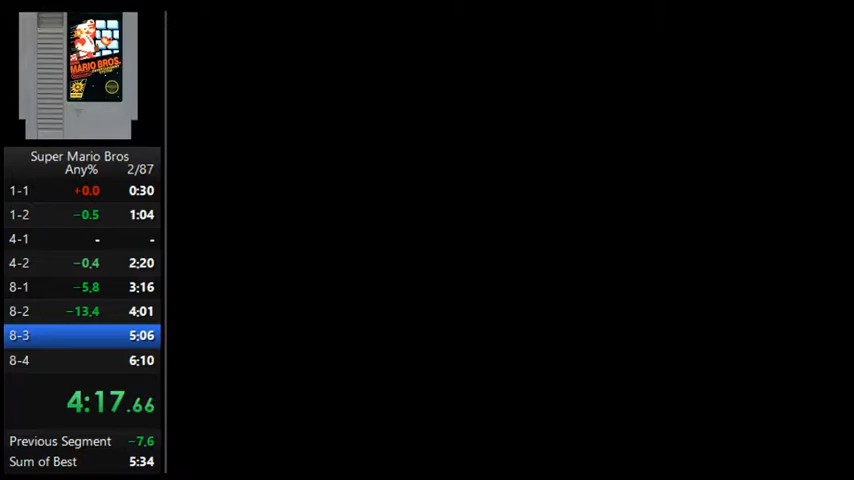 MARIO BROS.
Super Mario Bros
Any% 2/87
1-1 +0.0 0:30
1-2 −0.5 1:04
4-1 - -
4-2 −0.4 2:20
8-1 −5.8 3:16
8-2 −13.4 4:01
8-3 5:06
8-4 6:10
4:17.66
Previous Segment −7.6
Sum of Best 5:34